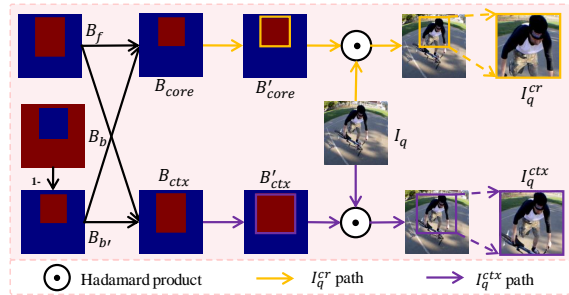 B_f
B_core
B'_core
I_q^cr
B_b
I_q
1-
B_ctx
B'_ctx
I_q^ctx
B_b'
Hadamard product
I_q^cr path
I_q^ctx path